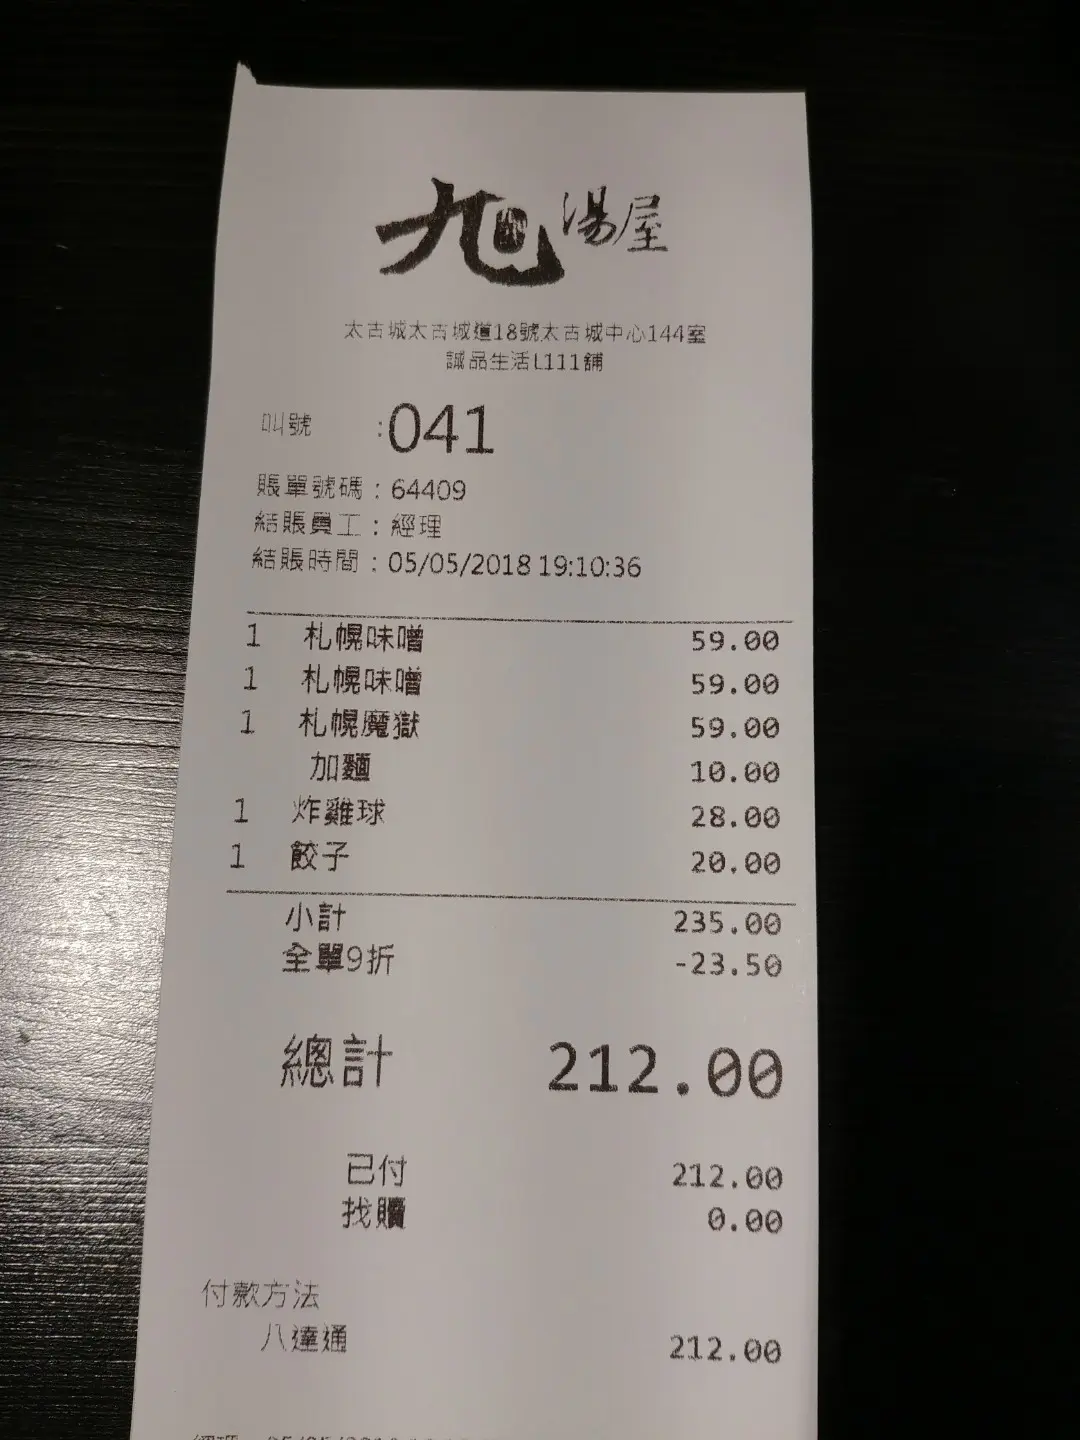 旭 湯屋
太古城太古城道18號太古城中心144室
誠品生活L111舖
叫號 :041
賬單號碼 : 64409
結賬員工 : 經理
結賬時間 : 05/05/2018 19:10:36
1 札幌味噌 59.00
1 札幌味噌 59.00
1 札幌魔獄 59.00
加麵 10.00
1 炸雞球 28.00
1 餃子 20.00
小計 235.00
全單9折 -23.50
總計 212.00
已付 212.00
找贖 0.00
付款方法
八達通 212.00